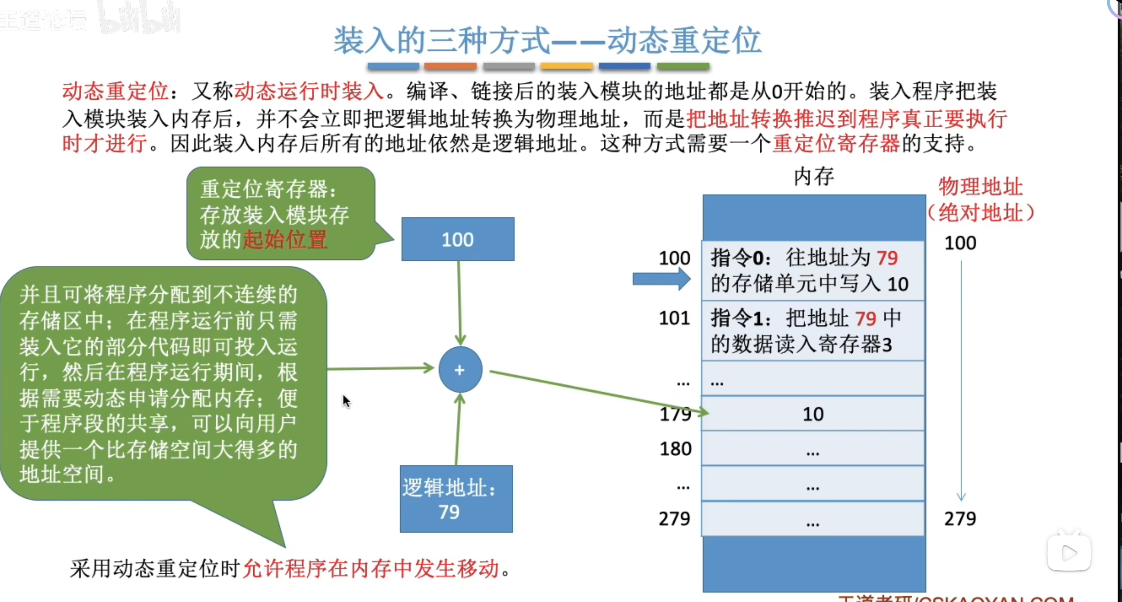 王道论坛 bilibili
装入的三种方式——动态重定位
动态重定位：又称动态运行时装入。编译、链接后的装入模块的地址都是从0开始的。装入程序把装
入模块装入内存后，并不会立即把逻辑地址转换为物理地址，而是把地址转换推迟到程序真正要执行
时才进行。因此装入内存后所有的地址依然是逻辑地址。这种方式需要一个重定位寄存器的支持。
重定位寄存器：
存放装入模块存
放的起始位置
100
并且可将程序分配到不连续的
存储区中；在程序运行前只需
装入它的部分代码即可投入运
行，然后在程序运行期间，根
据需要动态申请分配内存；便
于程序段的共享，可以向用户
提供一个比存储空间大得多的
地址空间。
+
逻辑地址：
79
采用动态重定位时允许程序在内存中发生移动。
内存
物理地址
（绝对地址）
100
100
指令0：往地址为 79
的存储单元中写入 10
101
指令1：把地址 79 中
的数据读入寄存器3
...
...
179
10
180
...
...
...
279
...
279
王道考研/CSKAOYAN.COM